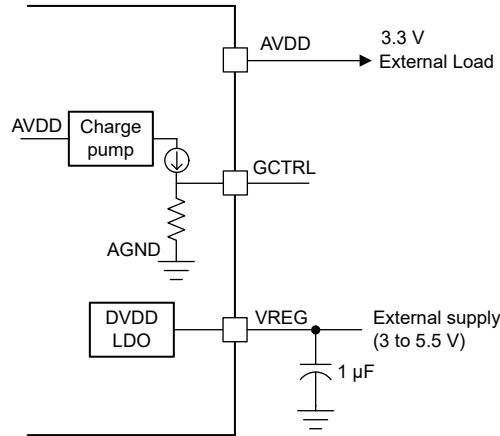 AVDD
3.3 V
External Load
AVDD
Charge
pump
GCTRL
AGND
DVDD
LDO
VREG
External supply
(3 to 5.5 V)
1 µF